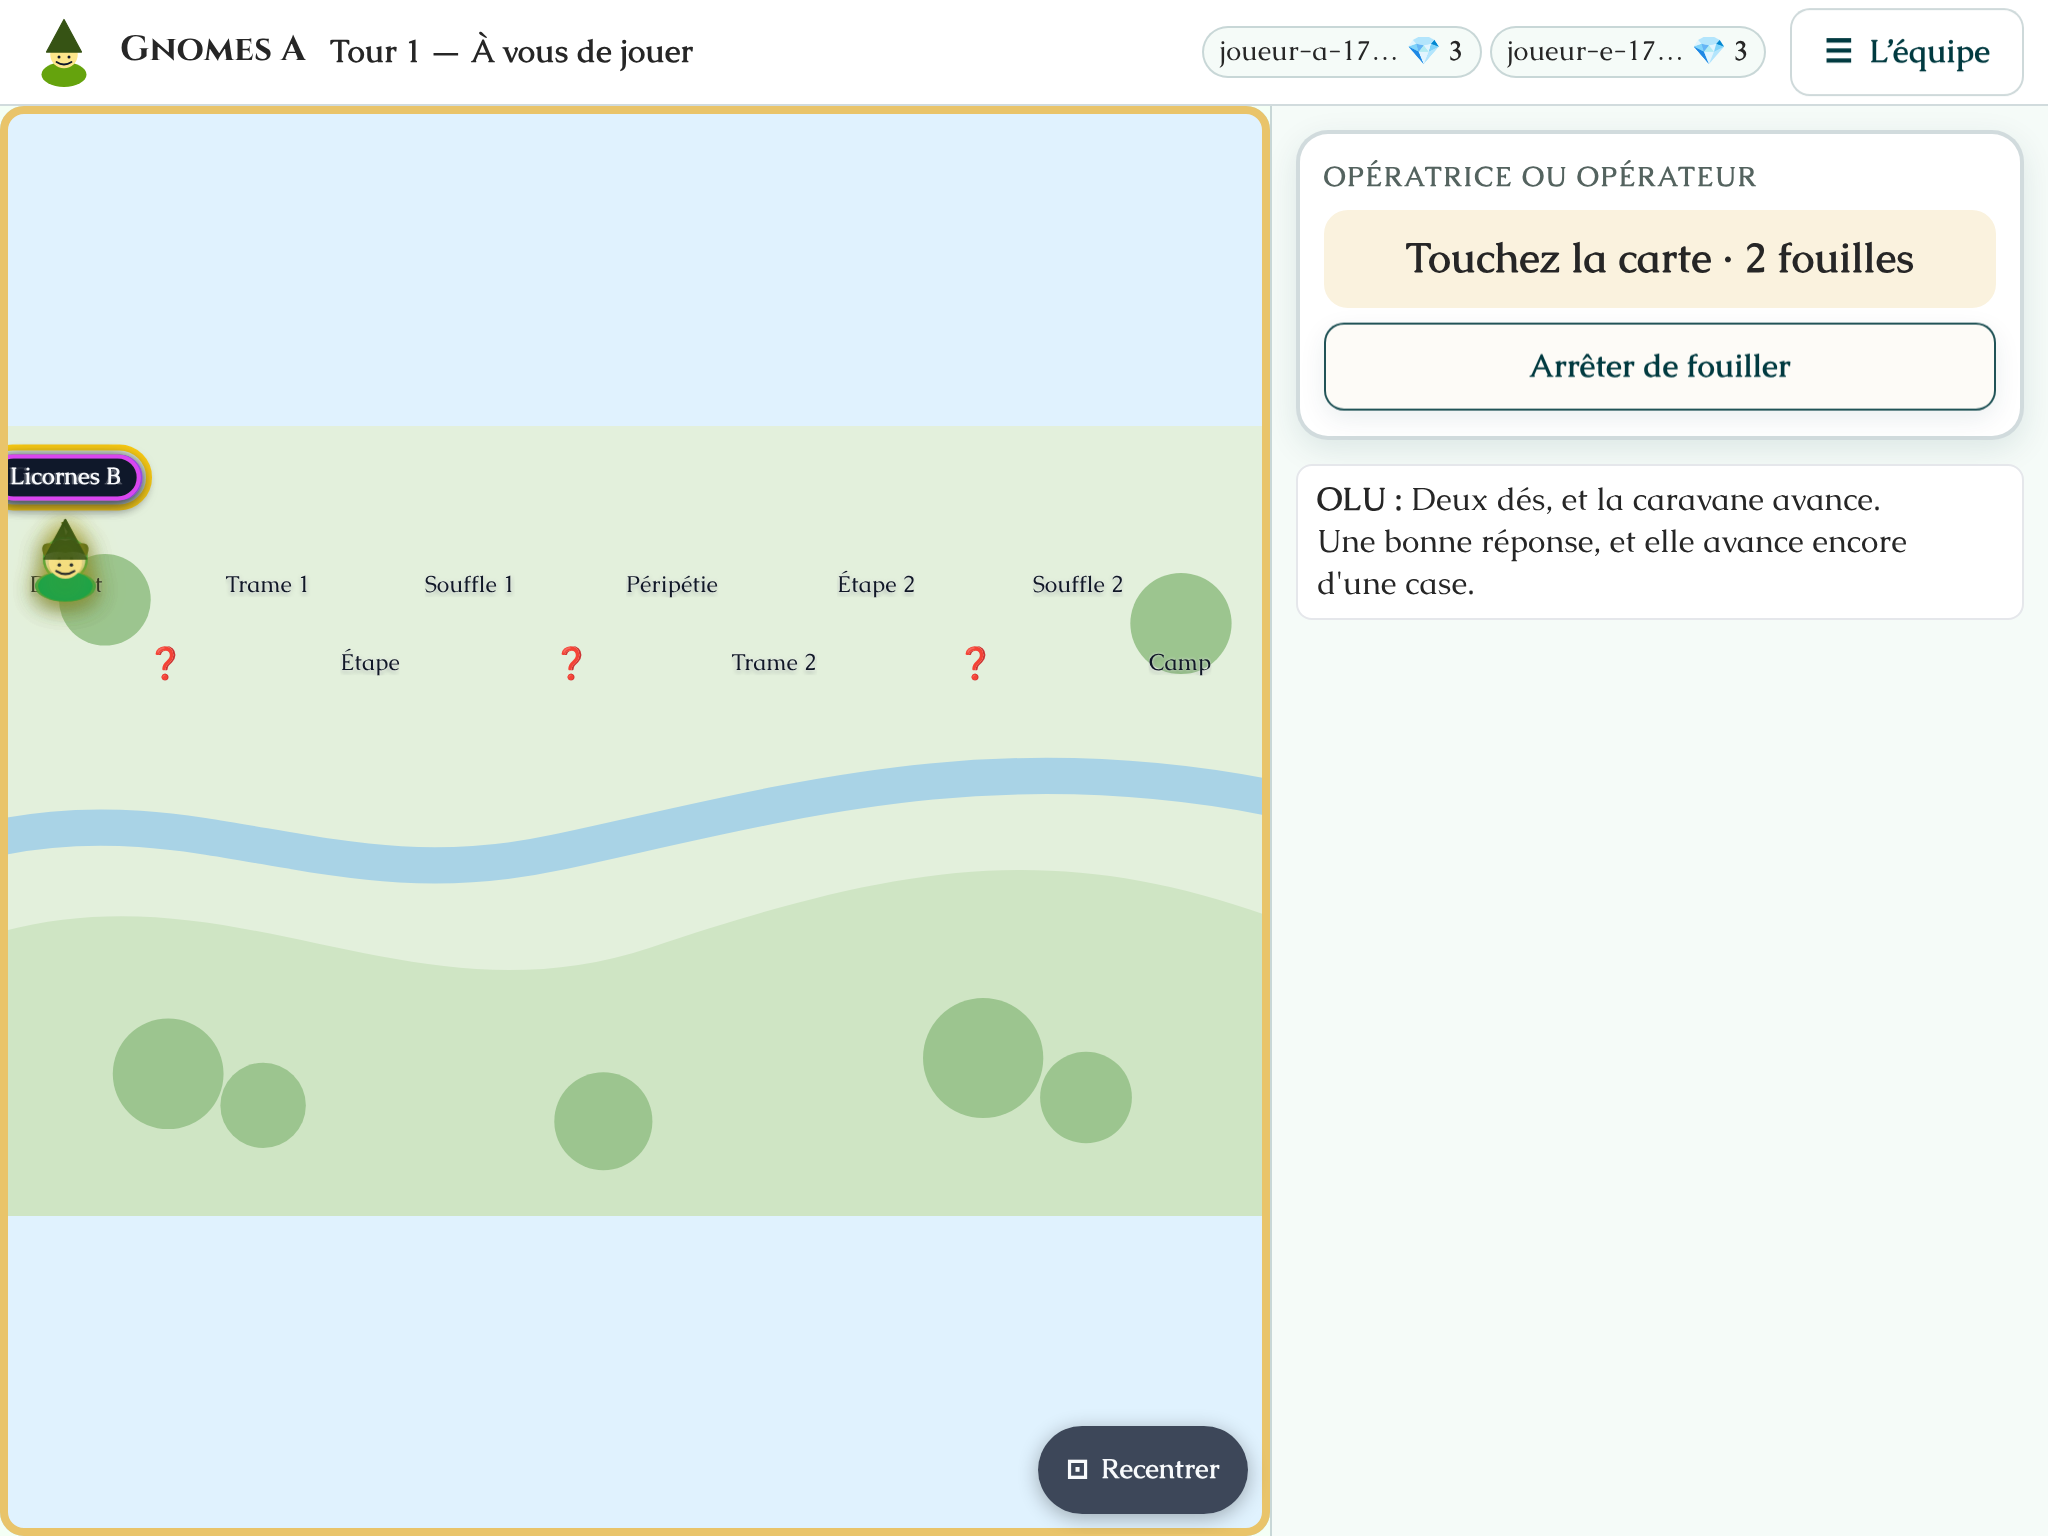 GNOMES A Tour 1 — À vous de jouer
joueur-a-17... 💎 3 joueur-e-17... 💎 3
☰ L'équipe
Licornes B
Trame 1 Souffle 1 Péripétie Étape 2 Souffle 2
❓ Étape ❓ Trame 2 ❓ Camp
Recentrer
OPÉRATRICE OU OPÉRATEUR
Touchez la carte · 2 fouilles
Arrêter de fouiller
OLU : Deux dés, et la caravane avance.
Une bonne réponse, et elle avance encore
d'une case.